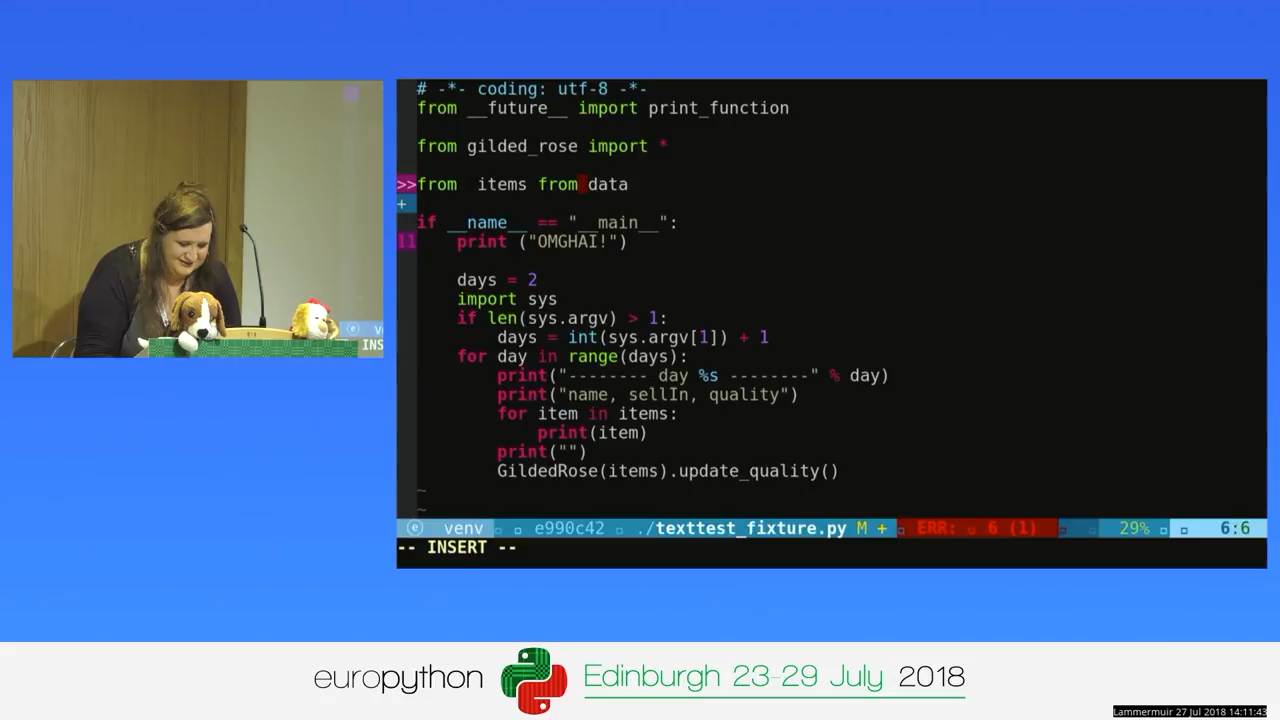 # -*- coding: utf-8 -*-
from __future__ import print_function
from gilded_rose import *
>>from  items from data
+
if __name__ == "__main__":
11    print ("OMGHAI!")
days = 2
import sys
if len(sys.argv) > 1:
days = int(sys.argv[1]) + 1
for day in range(days):
print("-------- day %s --------" % day)
print("name, sellIn, quality")
for item in items:
print(item)
print("")
GildedRose(items).update_quality()
~
~
ⓔ venv e990c42 ./texttest_fixture.py M + ERR: 6 (1) 29% 6:6
-- INSERT --
INS
europython Edinburgh 23-29 July 2018
Lammermuir 27 Jul 2018 14:11:43